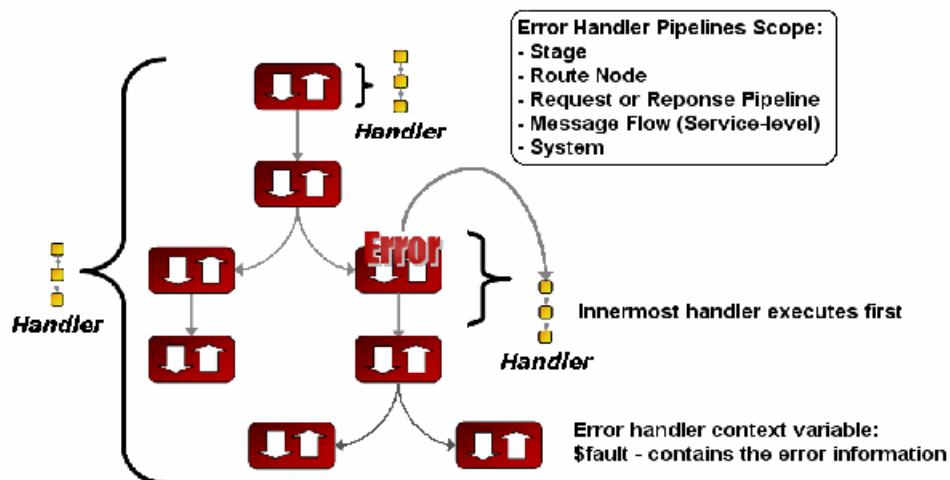 Error Handler Pipelines Scope:
- Stage
- Route Node
- Request or Reponse Pipeline
- Message Flow (Service-level)
- System
Handler
Error
Handler
Innermost handler executes first
Handler
Error handler context variable:
$fault - contains the error information